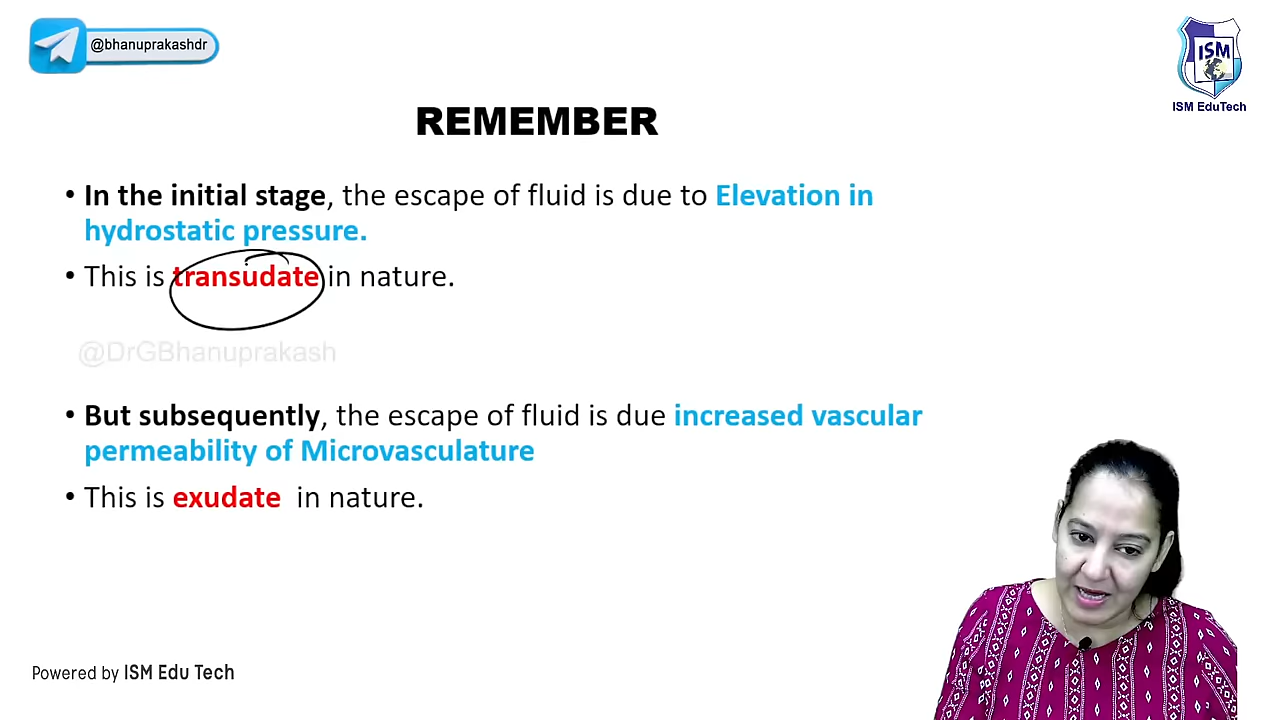 @bhanuprakashdr
ISM
ISM EduTech
REMEMBER
• In the initial stage, the escape of fluid is due to Elevation in
hydrostatic pressure.
• This is transudate in nature.
@DrGBhanuprakash
• But subsequently, the escape of fluid is due increased vascular
permeability of Microvasculature
• This is exudate in nature.
Powered by ISM Edu Tech